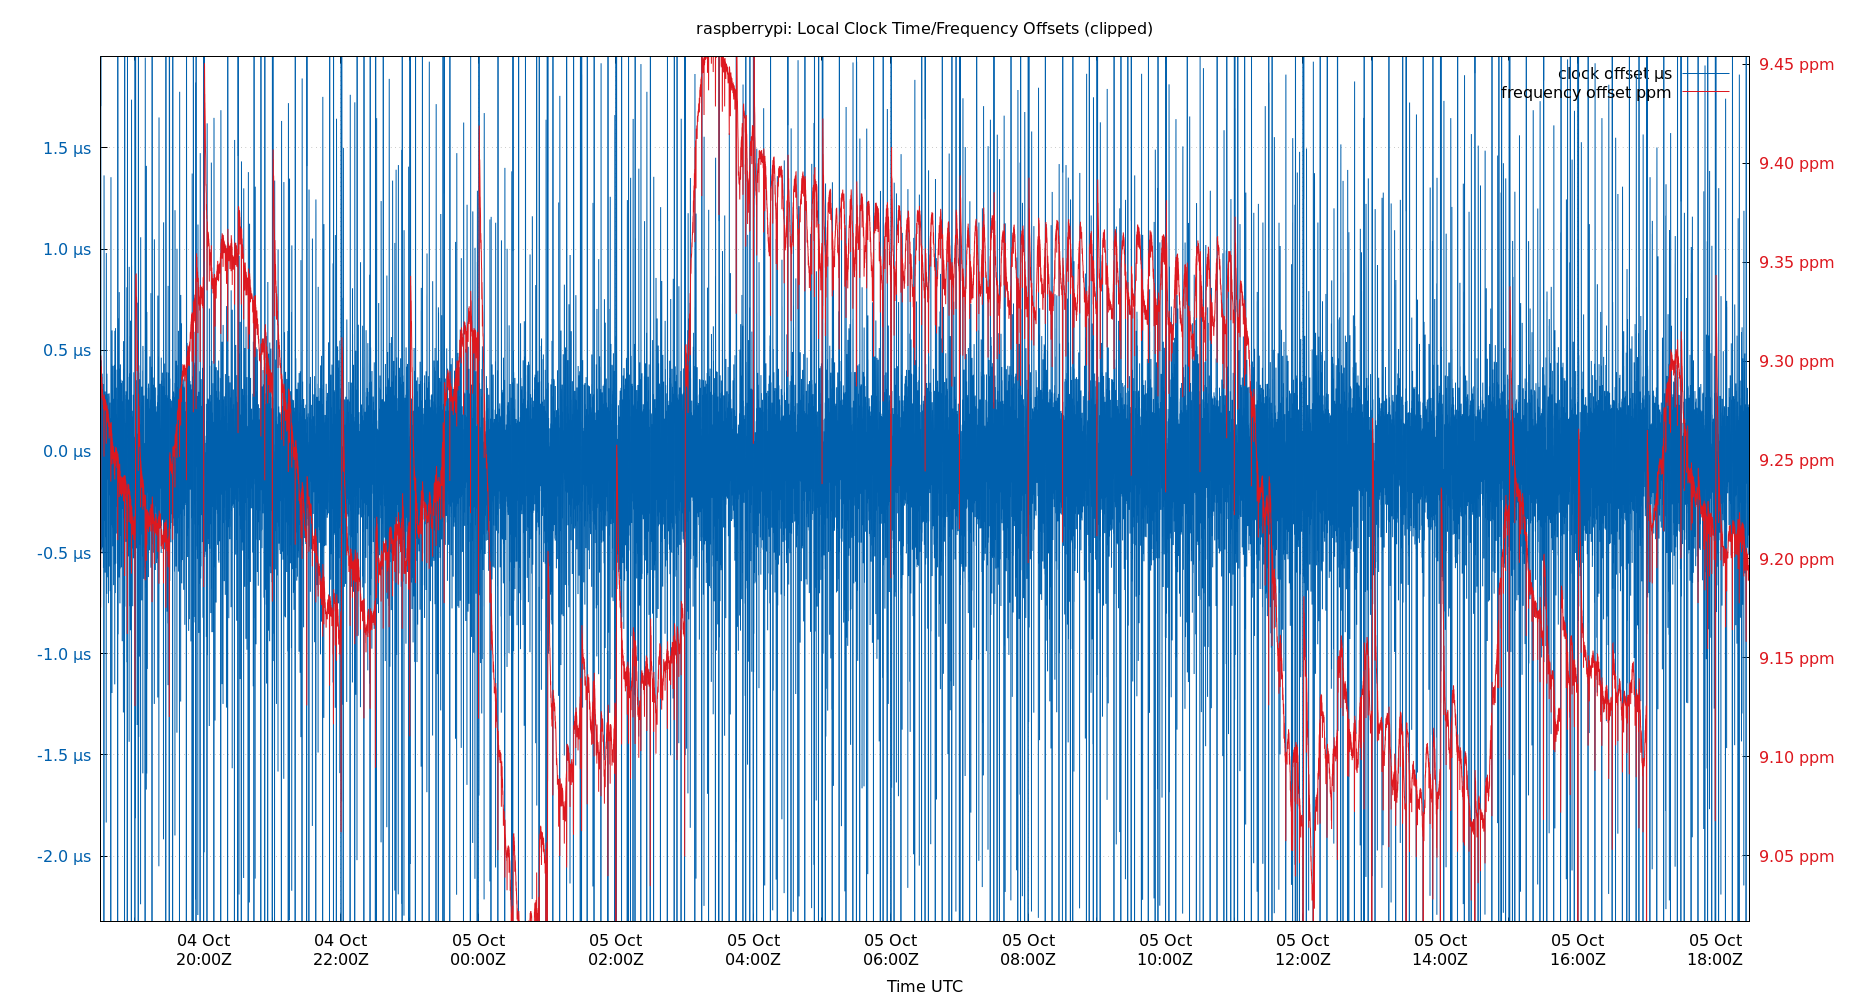 raspberrypi: Local Clock Time/Frequency Offsets (clipped)
clock offset µs
frequency offset ppm
1.5 µs
1.0 µs
0.5 µs
0.0 µs
-0.5 µs
-1.0 µs
-1.5 µs
-2.0 µs
9.45 ppm
9.40 ppm
9.35 ppm
9.30 ppm
9.25 ppm
9.20 ppm
9.15 ppm
9.10 ppm
9.05 ppm
04 Oct 04 Oct 05 Oct 05 Oct 05 Oct 05 Oct 05 Oct 05 Oct 05 Oct 05 Oct 05 Oct 05 Oct
20:00Z 22:00Z 00:00Z 02:00Z 04:00Z 06:00Z 08:00Z 10:00Z 12:00Z 14:00Z 16:00Z 18:00Z
Time UTC